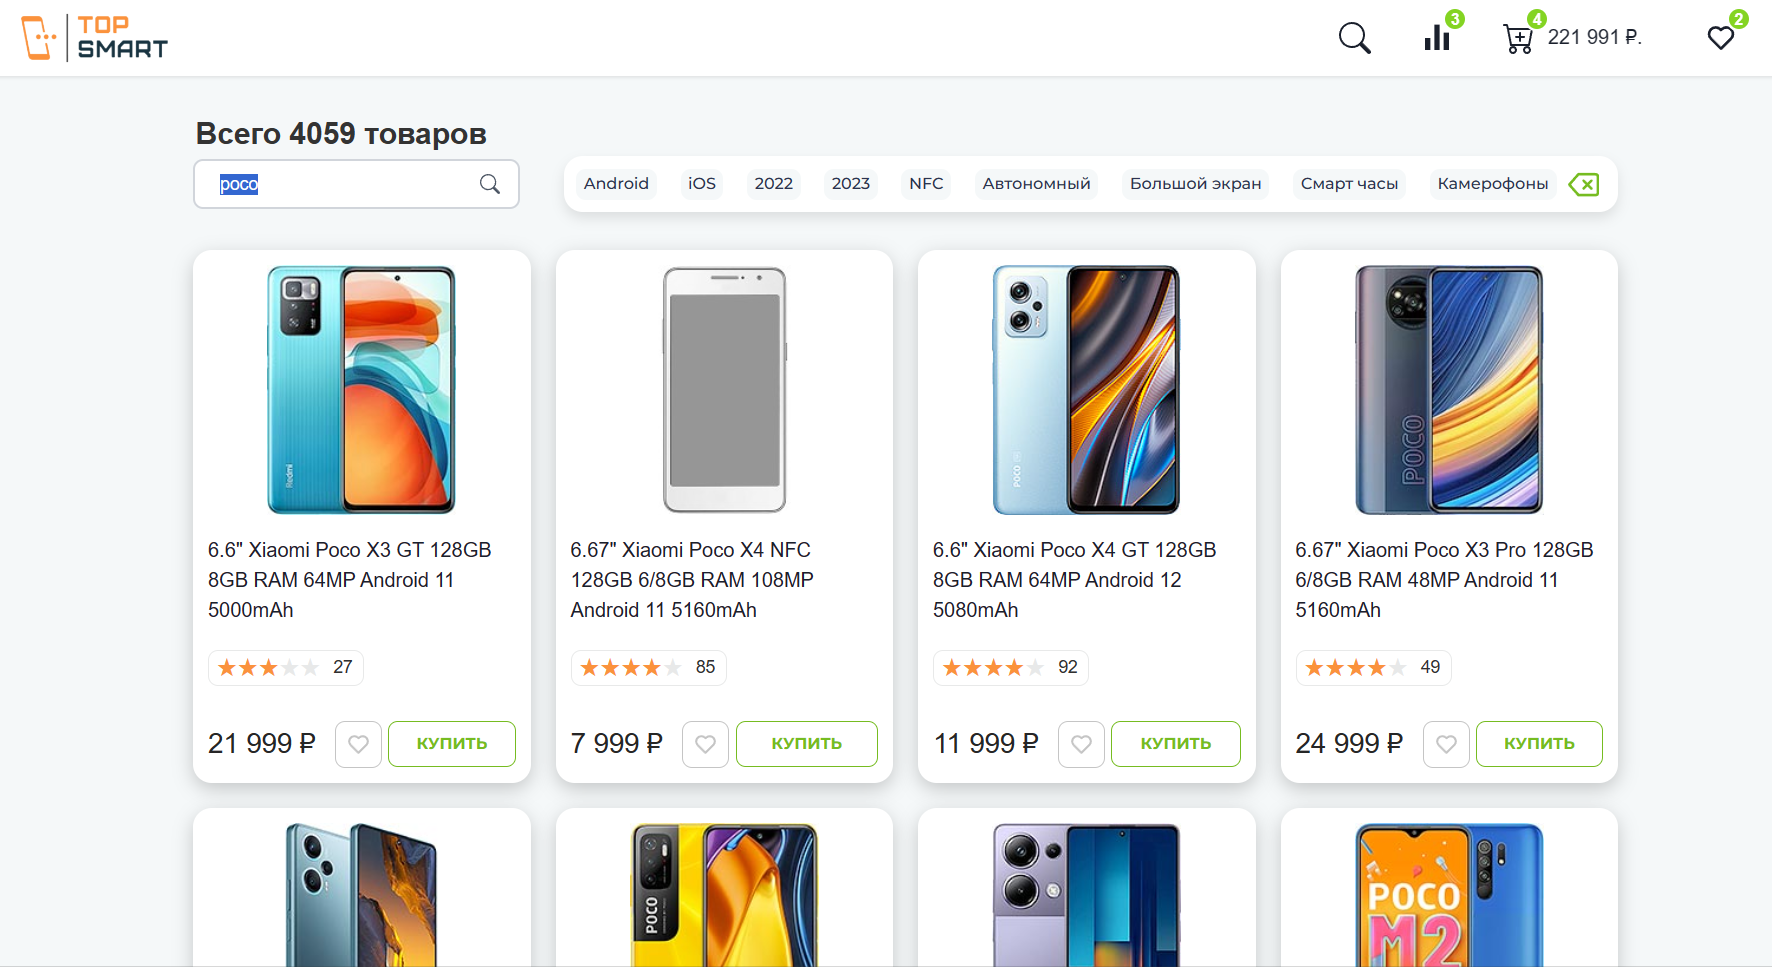 TOP
SMART
3
4
221 991 ₽.
2
Всего 4059 товаров
poco
Android
iOS
2022
2023
NFC
Автономный
Большой экран
Смарт часы
Камерофоны
Redmi
POCO
POCO
6.6" Xiaomi Poco X3 GT 128GB
8GB RAM 64MP Android 11
5000mAh
27
21 999 ₽
КУПИТЬ
6.67" Xiaomi Poco X4 NFC
128GB 6/8GB RAM 108MP
Android 11 5160mAh
85
7 999 ₽
КУПИТЬ
6.6" Xiaomi Poco X4 GT 128GB
8GB RAM 64MP Android 12
5080mAh
92
11 999 ₽
КУПИТЬ
6.67" Xiaomi Poco X3 Pro 128GB
6/8GB RAM 48MP Android 11
5160mAh
49
24 999 ₽
КУПИТЬ
POCO
POCO
M2